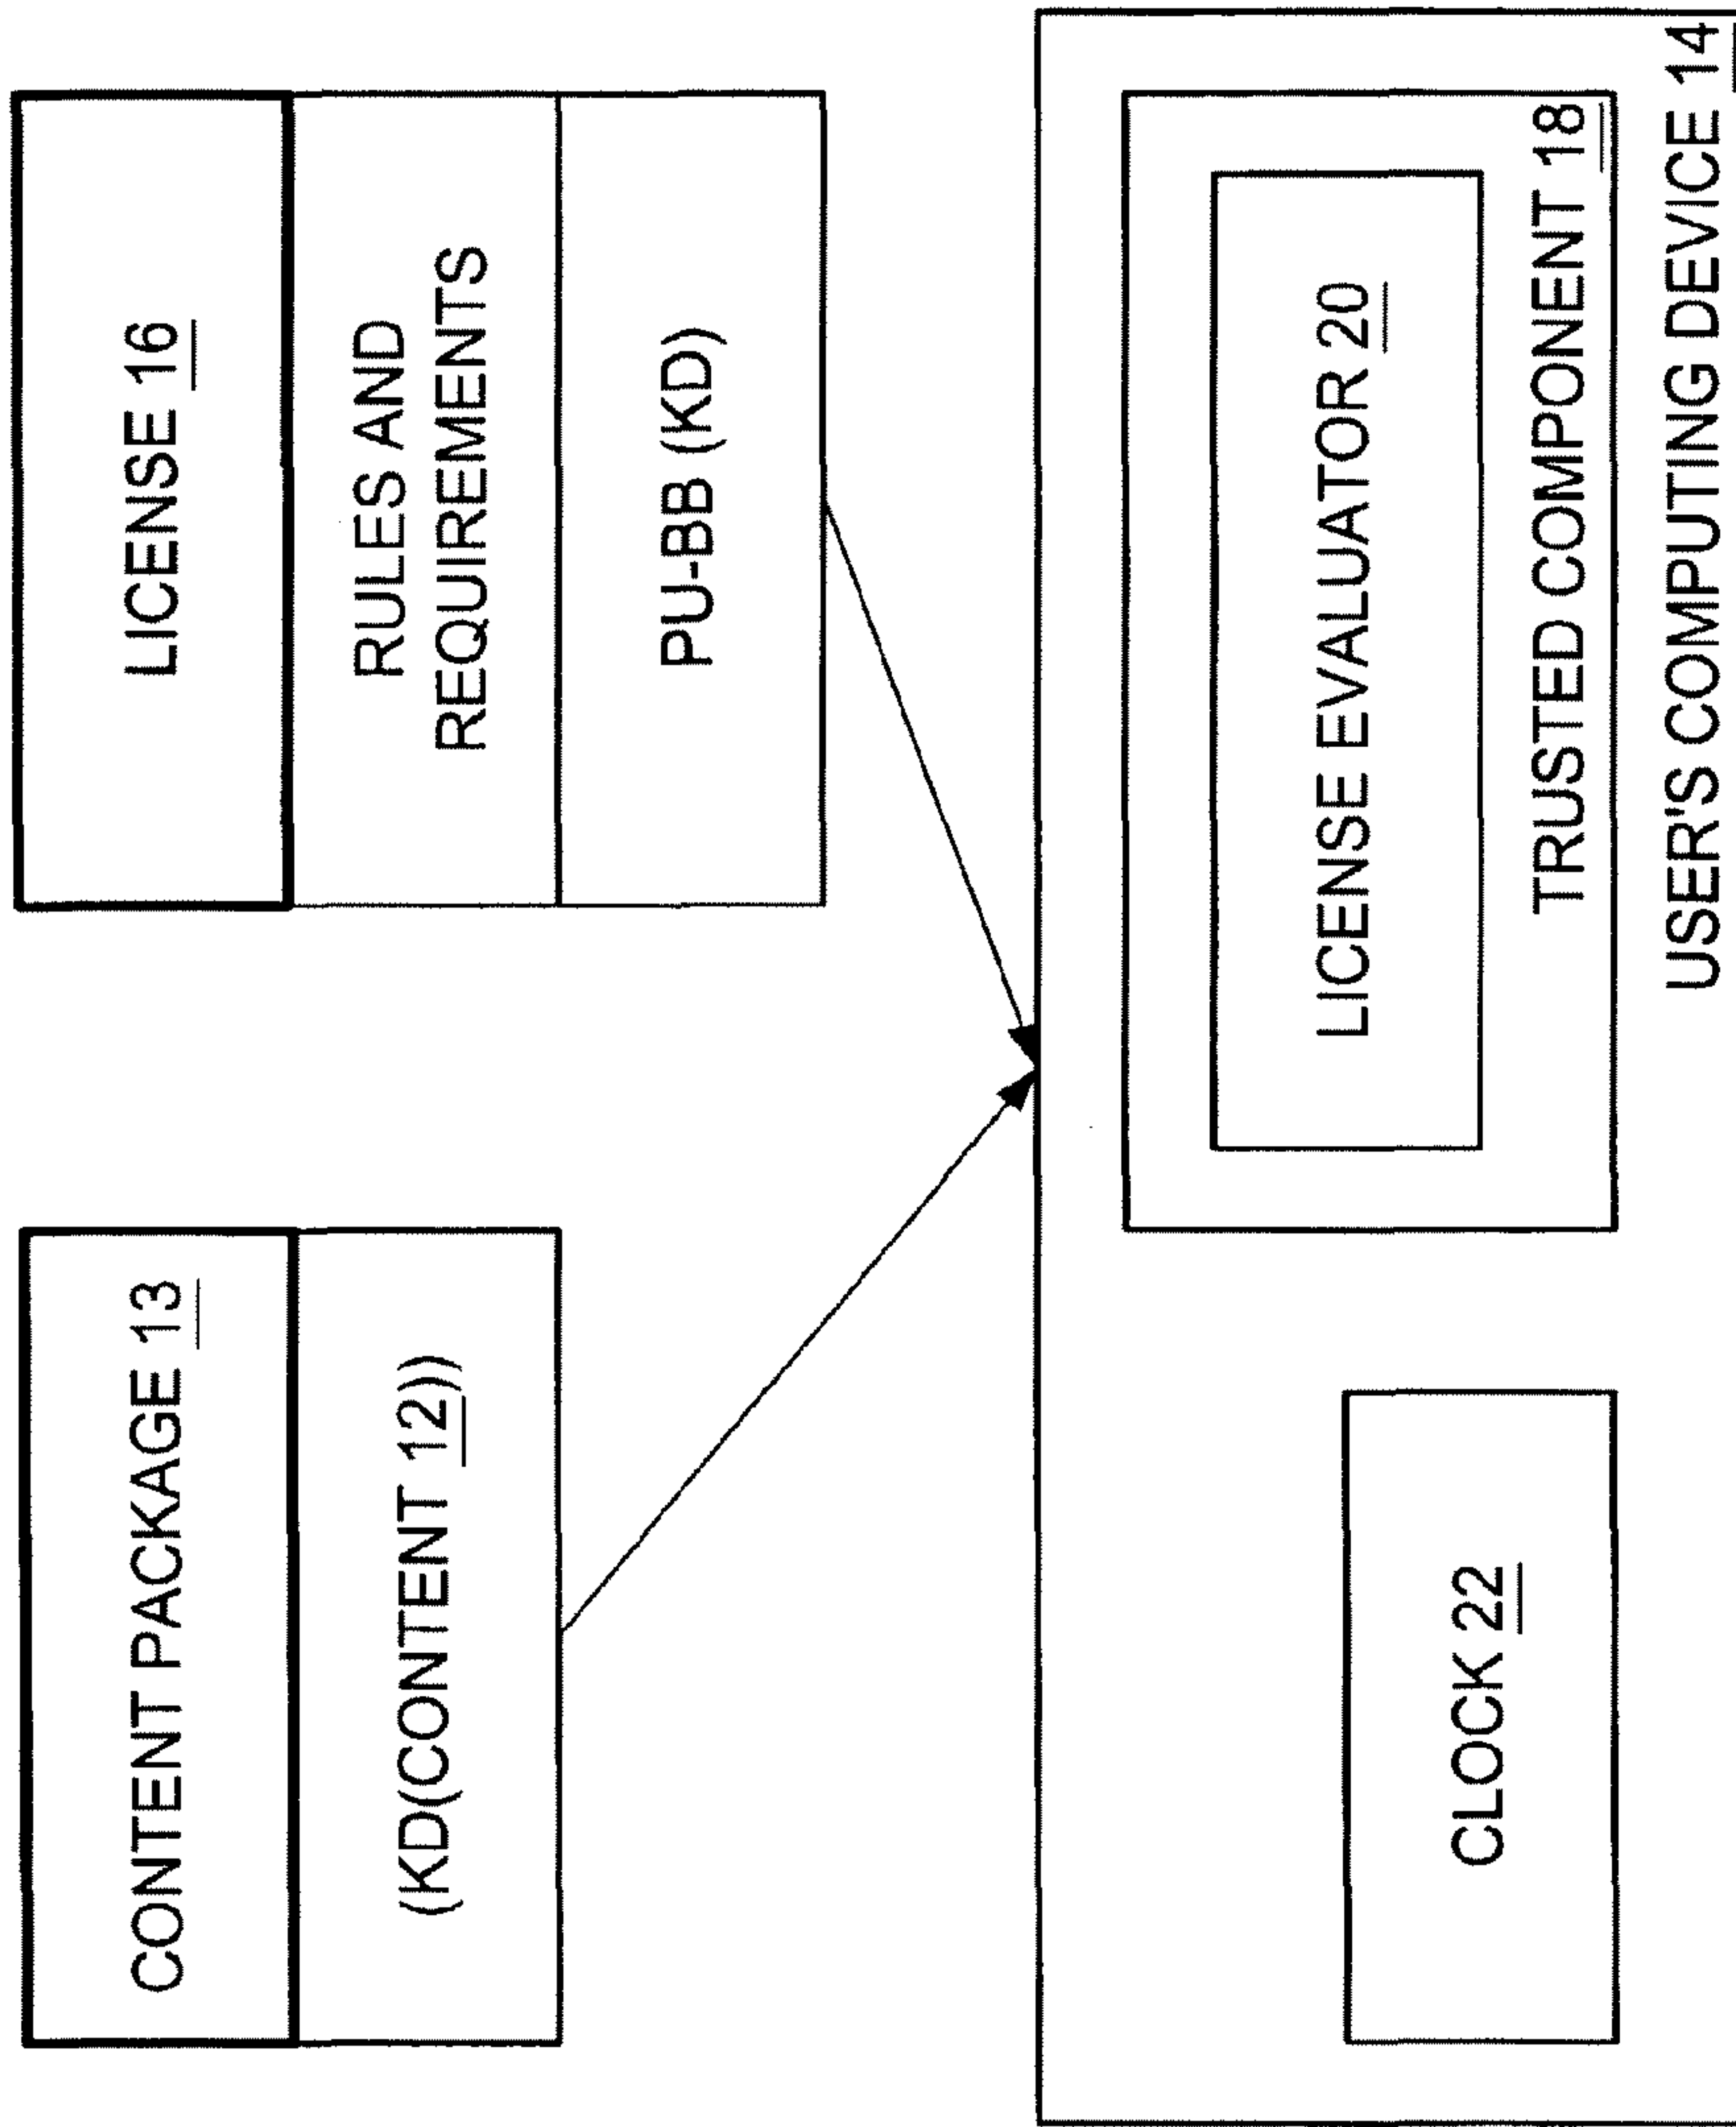 CONTENT PACKAGE 13
(KD(CONTENT 12))
LICENSE 16
RULES AND
REQUIREMENTS
PU-BB (KD)
CLOCK 22
LICENSE EVALUATOR 20
TRUSTED COMPONENT 18
USER'S COMPUTING DEVICE 14